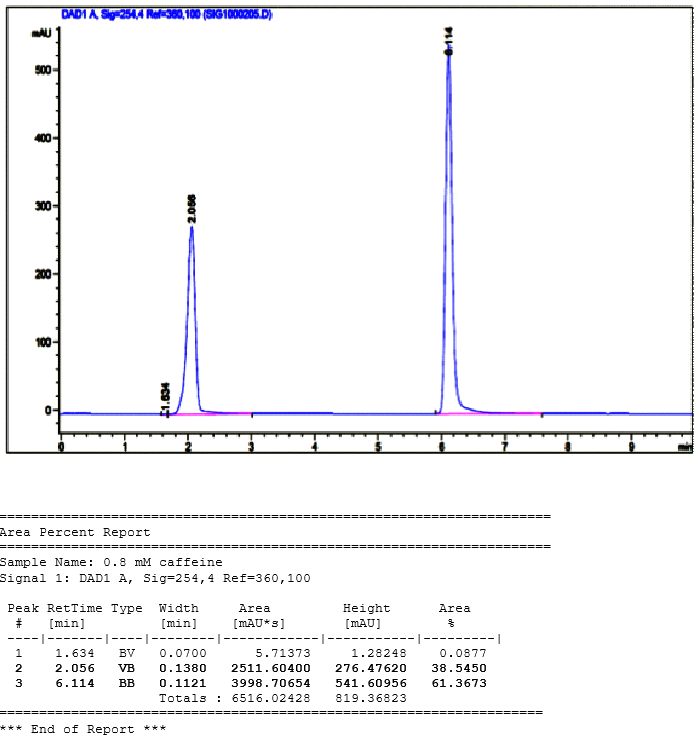 DAD1 A, Sig=254,4 Ref=360,100 (SIG1000205.D)
mAU
500
400
300
200
100
0
2.056
1.634
6.114
0 1 2 3 4 5 6 7 8 9 min
==================================================================
Area Percent Report
==================================================================
Sample Name: 0.8 mM caffeine
Signal 1: DAD1 A, Sig=254,4 Ref=360,100
Peak RetTime Type Width Area Height Area
# [min] [min] [mAU*s] [mAU] %
----|-------|----|-------|------------|-----------|----------|
1 1.634 BV 0.0700 5.71373 1.28248 0.0877
2 2.056 VB 0.1380 2511.60400 276.47620 38.5450
3 6.114 BB 0.1121 3998.70654 541.60956 61.3673
Totals : 6516.02428 819.36823
=================================================================
*** End of Report ***